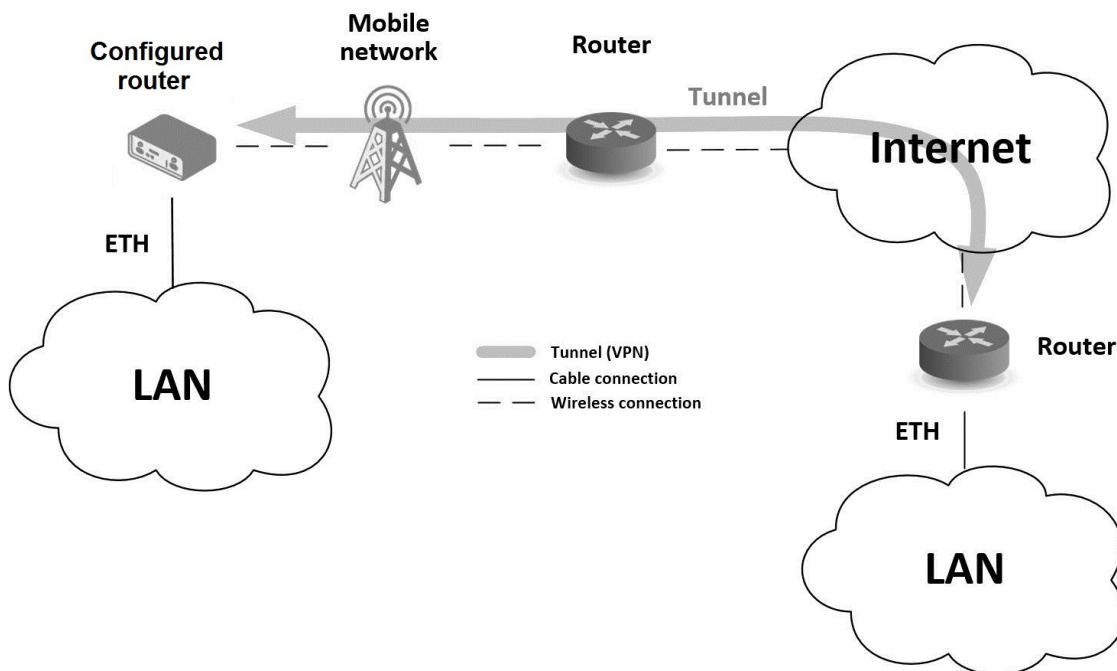 Mobile
network
Configured
router
Router
Tunnel
Internet
ETH
LAN
Tunnel (VPN)
Cable connection
Wireless connection
Router
ETH
LAN